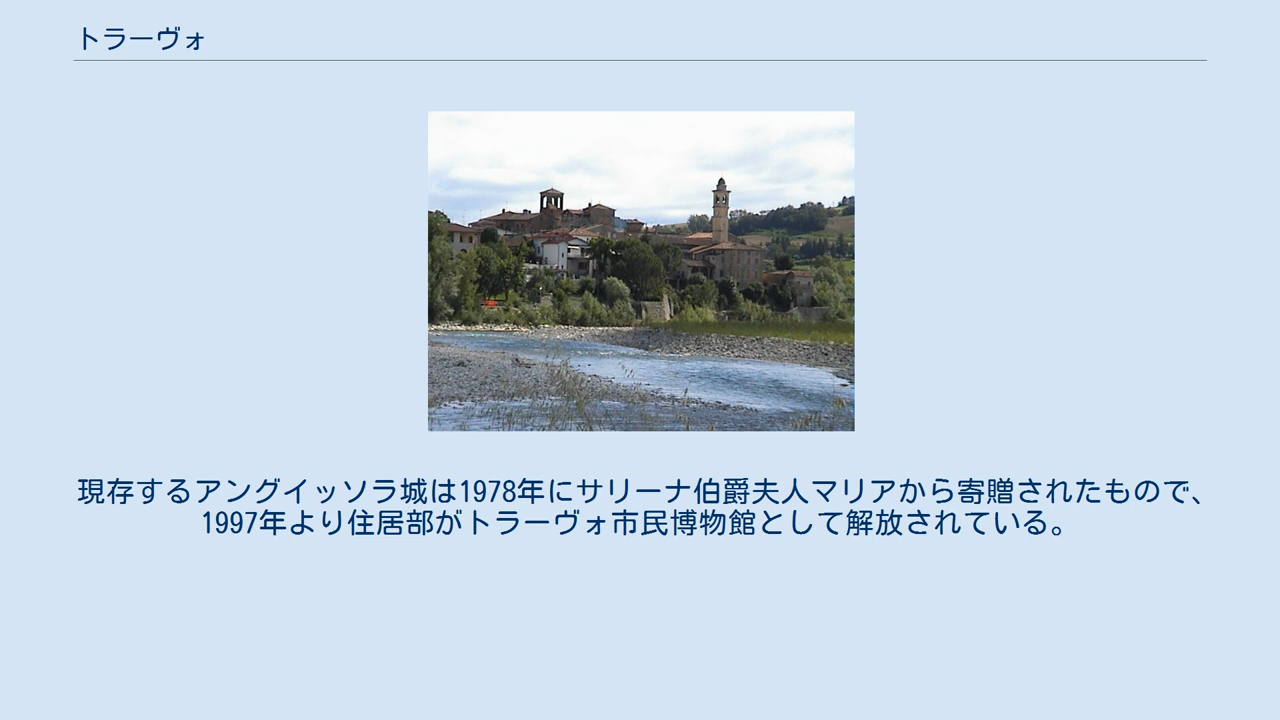 トラーヴォ
現存するアングイッソラ城は1978年にサリーナ伯爵夫人マリアから寄贈されたもので、
1997年より住居部がトラーヴォ市民博物館として解放されている。